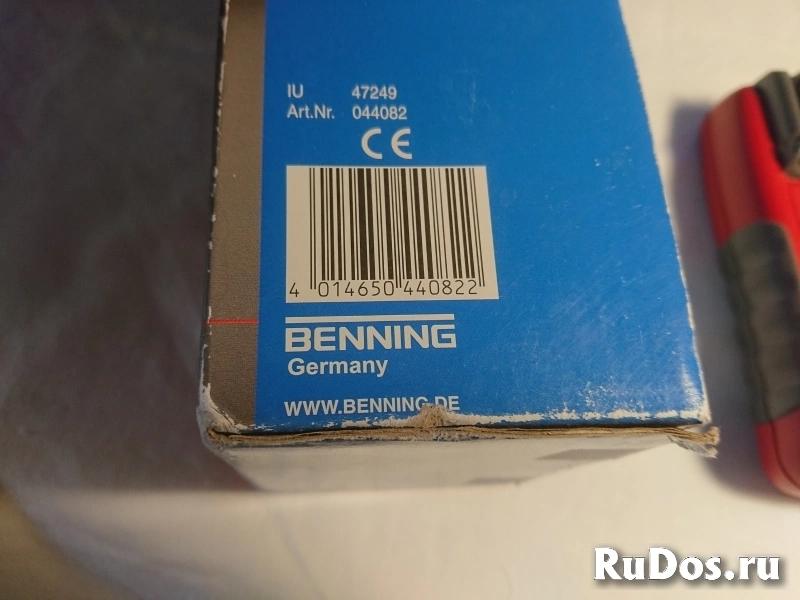 IU 47249
Art.Nr. 044082
CE
4 014650 440822
BENNING
Germany
WWW.BENNING.DE
RuDos.ru